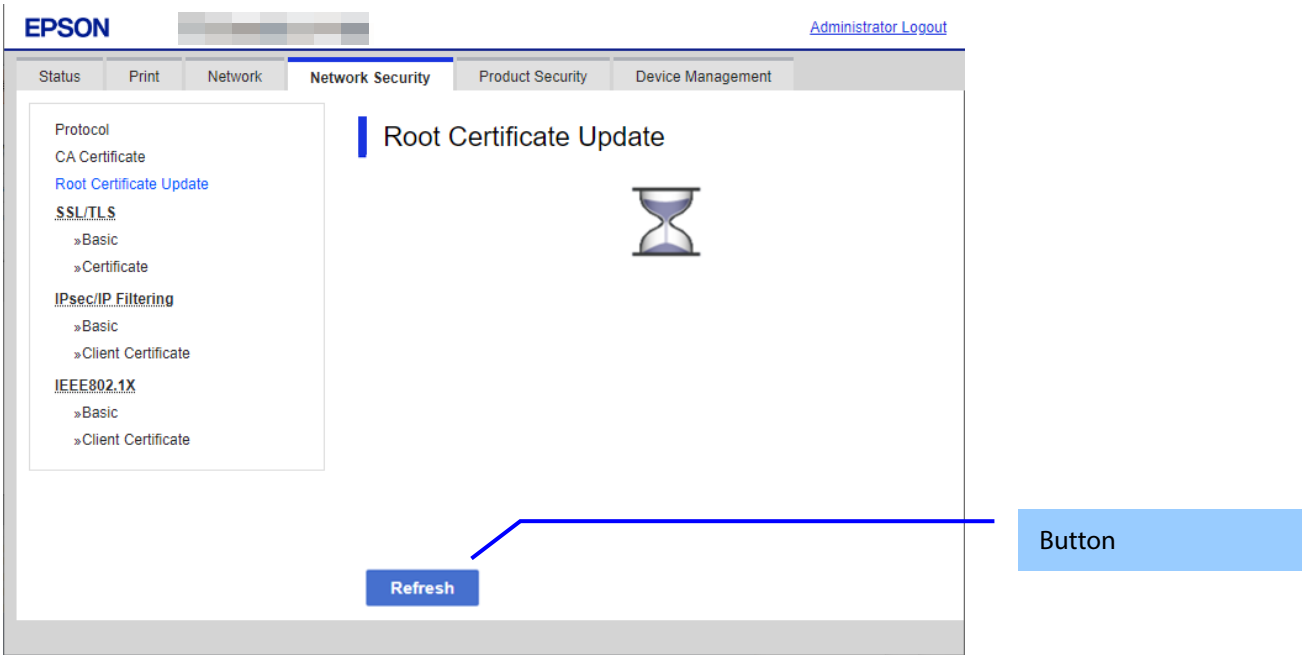 EPSON
Administrator Logout
Status Print Network Network Security Product Security Device Management
Protocol
CA Certificate
Root Certificate Update
SSL/TLS
»Basic
»Certificate
IPsec/IP Filtering
»Basic
»Client Certificate
IEEE802.1X
»Basic
»Client Certificate
Root Certificate Update
Refresh
Button